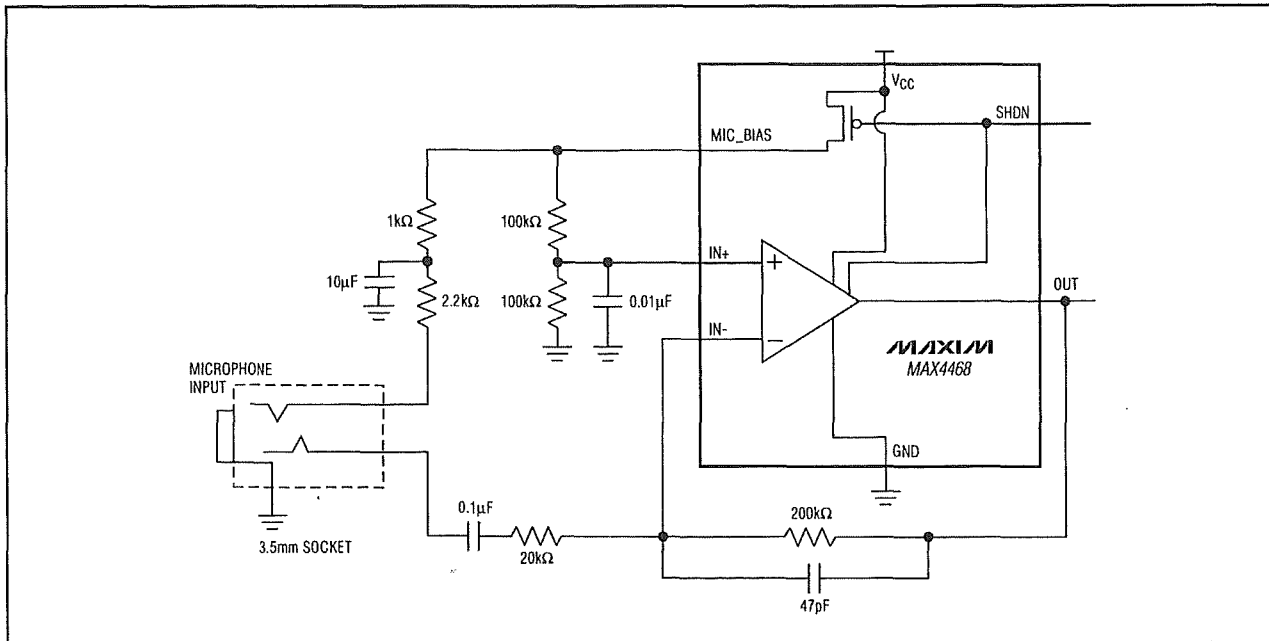 VCC
SHDN
MIC_BIAS
1kΩ
100kΩ
IN+
10µF
2.2kΩ
100kΩ
0.01µF
OUT
IN-
MAXIM
MAX4468
MICROPHONE
INPUT
GND
0.1µF
200kΩ
20kΩ
3.5mm SOCKET
47pF